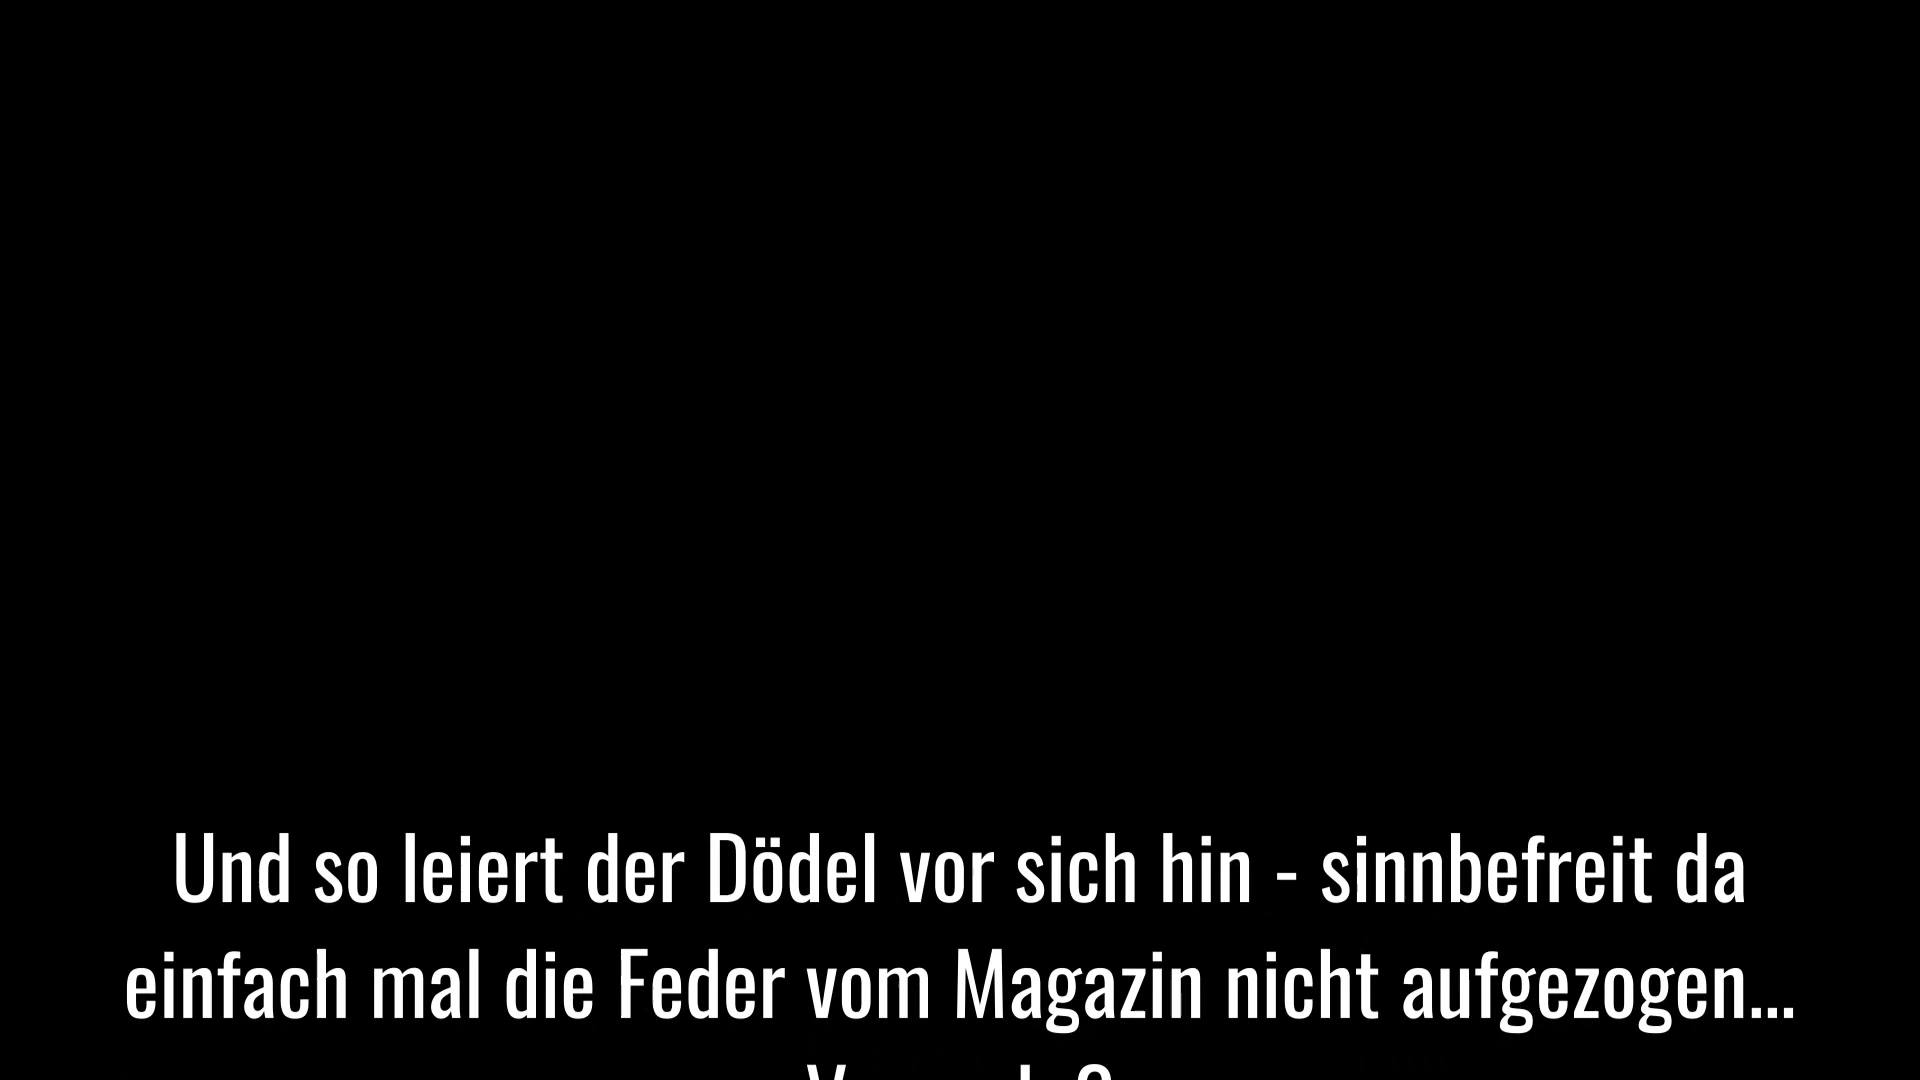 Und so leiert der Dödel vor sich hin - sinnbefreit da
einfach mal die Feder vom Magazin nicht aufgezogen...